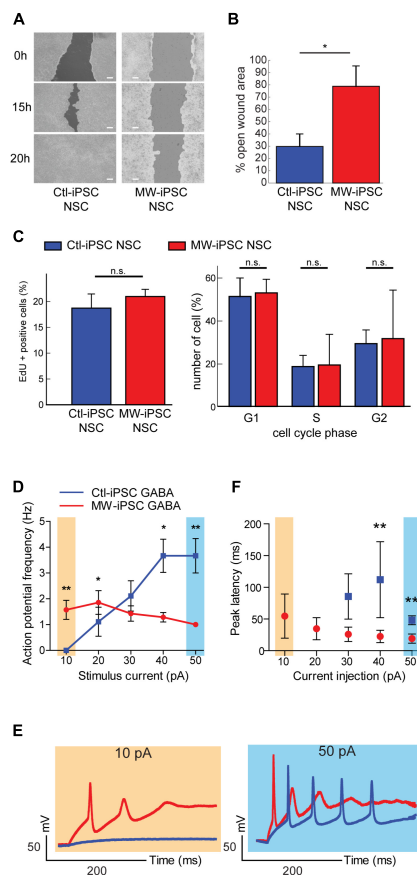 A
0h
15h
20h
Ctl-iPSC
NSC
MW-iPSC
NSC
B
% open wound area
100
90
80
70
60
50
40
30
20
10
0
*
Ctl-iPSC
NSC
MW-iPSC
NSC
C
Ctl-iPSC NSC
MW-iPSC NSC
EdU + positive cells (%)
20
15
10
5
0
n.s.
Ctl-iPSC
NSC
MW-iPSC
NSC
number of cell (%)
60
40
20
0
n.s.
n.s.
n.s.
G1 S G2
cell cycle phase
D
Ctl-iPSC GABA
MW-iPSC GABA
Action potential frequency (Hz)
5
4
3
2
1
0
**
*
*
**
10 20 30 40 50
Stimulus current (pA)
F
Peak latency (ms)
200
150
100
50
0
**
**
10 20 30 40 50
Current injection (pA)
E
10 pA
50 mV
200
Time (ms)
50 pA
50 mV
200
Time (ms)